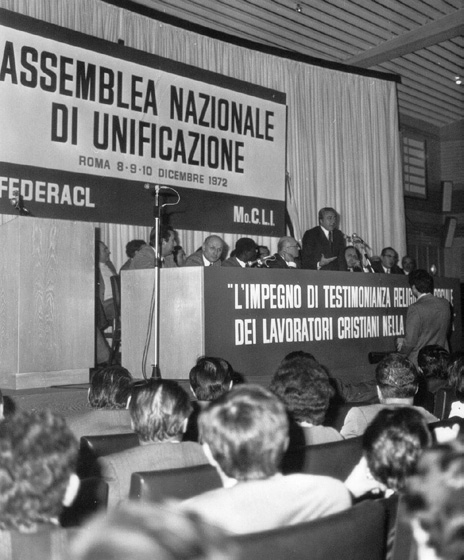 ASSEMBLEA NAZIONALE
DI UNIFICAZIONE
ROMA 8-9-10 DICEMBRE 1972
FEDERACL
Mo.C.L.I.
"L'IMPEGNO DI TESTIMONIANZA
DEI LAVORATORI CRISTIANI NELLA